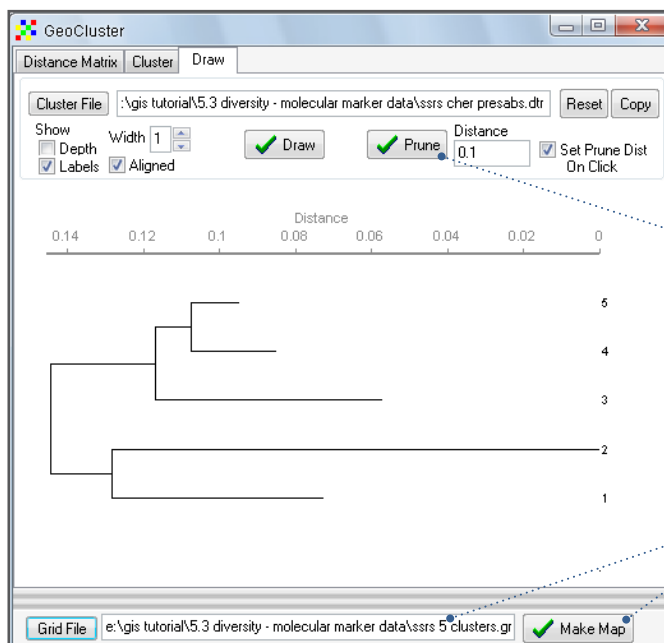 GeoCluster
Distance Matrix Cluster Draw
Cluster File :\gis tutorial\5.3 diversity - molecular marker data\ssrs cher presabs.dtr Reset Copy
Show
Depth
Labels
Width 1
Aligned
Draw
Prune
Distance
0.1
Set Prune Dist
On Click
Distance
0.14 0.12 0.1 0.08 0.06 0.04 0.02 0
5
4
3
2
1
Grid File e:\gis tutorial\5.3 diversity - molecular marker data\ssrs 5 clusters.gr Make Map